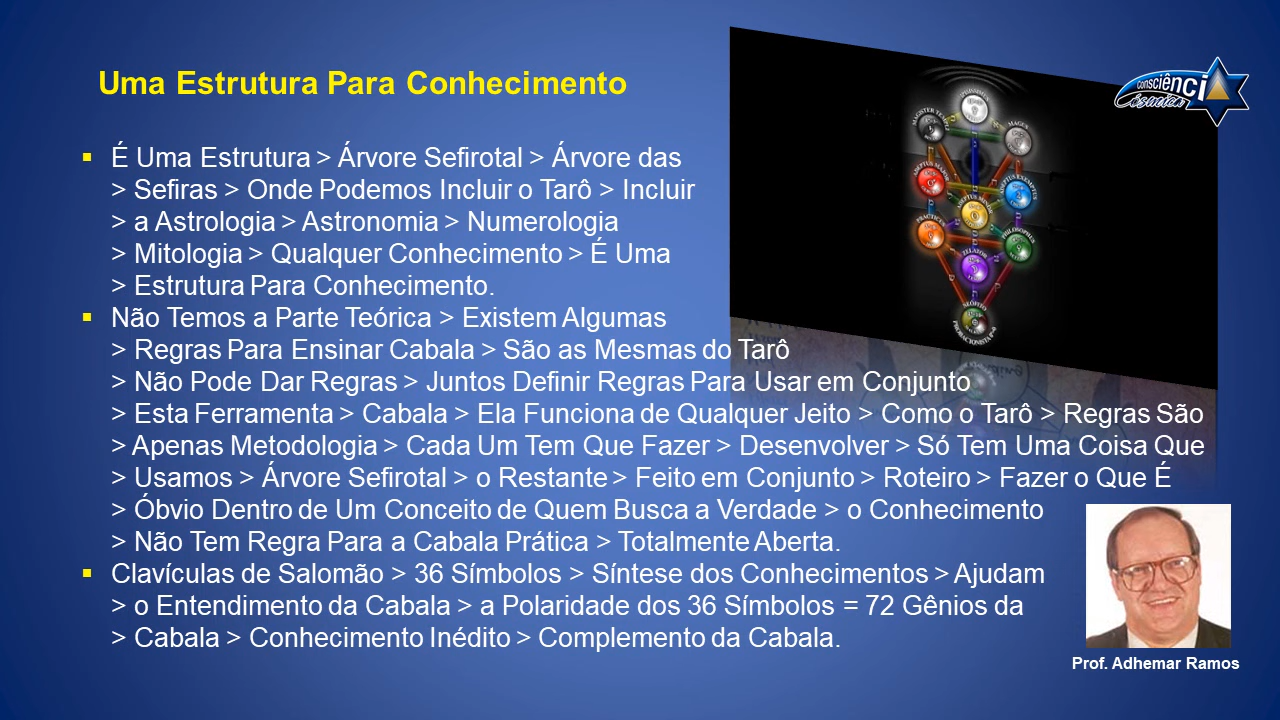 Uma Estrutura Para Conhecimento
consciênci
Cósmica
▪ É Uma Estrutura > Árvore Sefirotal > Árvore das
> Sefiras > Onde Podemos Incluir o Tarô > Incluir
> a Astrologia > Astronomia > Numerologia
> Mitologia > Qualquer Conhecimento > É Uma
> Estrutura Para Conhecimento.
▪ Não Temos a Parte Teórica > Existem Algumas
> Regras Para Ensinar Cabala > São as Mesmas do Tarô
> Não Pode Dar Regras > Juntos Definir Regras Para Usar em Conjunto
> Esta Ferramenta > Cabala > Ela Funciona de Qualquer Jeito > Como o Tarô > Regras São
> Apenas Metodologia > Cada Um Tem Que Fazer > Desenvolver > Só Tem Uma Coisa Que
> Usamos > Árvore Sefirotal > o Restante > Feito em Conjunto > Roteiro > Fazer o Que É
> Óbvio Dentro de Um Conceito de Quem Busca a Verdade > o Conhecimento
> Não Tem Regra Para a Cabala Prática > Totalmente Aberta.
▪ Clavículas de Salomão > 36 Símbolos > Síntese dos Conhecimentos > Ajudam
> o Entendimento da Cabala > a Polaridade dos 36 Símbolos = 72 Gênios da
> Cabala > Conhecimento Inédito > Complemento da Cabala.
MAGUS
PRACTICUS
PHILOSOPHUS
ZELATOR
NEÓFITO
PROBACIONISTA
Prof. Adhemar Ramos